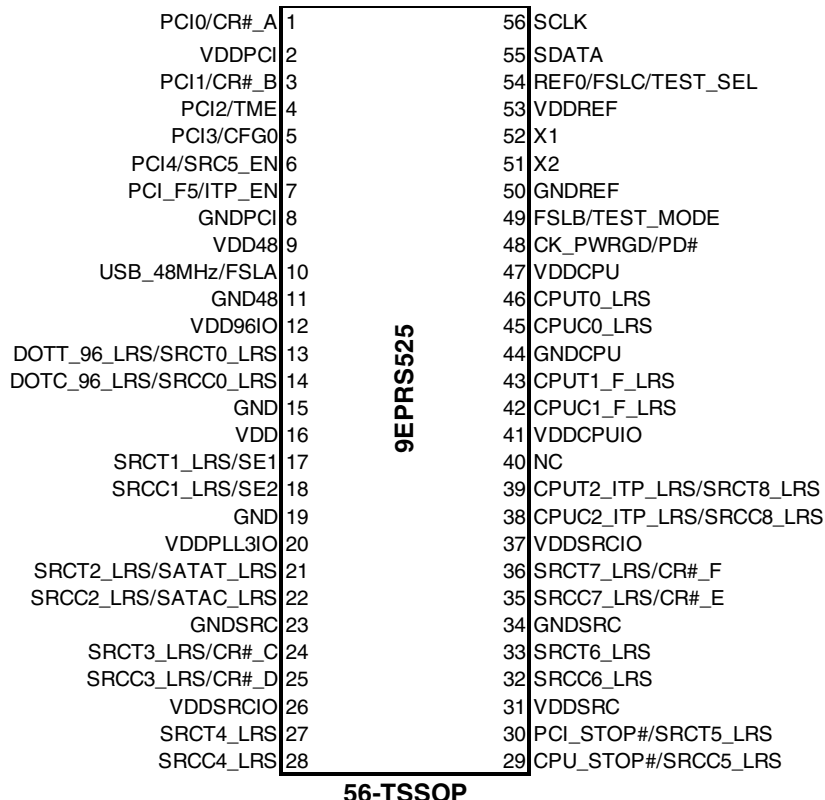 PCI0/CR#_A 1 56 SCLK
VDDPCI 2 55 SDATA
PCI1/CR#_B 3 54 REF0/FSLC/TEST_SEL
PCI2/TME 4 53 VDDREF
PCI3/CFG0 5 52 X1
PCI4/SRC5_EN 6 51 X2
PCI_F5/ITP_EN 7 50 GNDREF
GNDPCI 8 49 FSLB/TEST_MODE
VDD48 9 48 CK_PWRGD/PD#
USB_48MHz/FSLA 10 47 VDDCPU
GND48 11 46 CPUT0_LRS
VDD96IO 12 45 CPUC0_LRS
DOTT_96_LRS/SRCT0_LRS 13 44 GNDCPU
DOTC_96_LRS/SRCC0_LRS 14 43 CPUT1_F_LRS
GND 15 42 CPUC1_F_LRS
VDD 16 41 VDDCPUIO
SRCT1_LRS/SE1 17 40 NC
SRCC1_LRS/SE2 18 39 CPUT2_ITP_LRS/SRCT8_LRS
GND 19 38 CPUC2_ITP_LRS/SRCC8_LRS
VDDPLL3IO 20 37 VDDSRCIO
SRCT2_LRS/SATAT_LRS 21 36 SRCT7_LRS/CR#_F
SRCC2_LRS/SATAC_LRS 22 35 SRCC7_LRS/CR#_E
GNDSRC 23 34 GNDSRC
SRCT3_LRS/CR#_C 24 33 SRCT6_LRS
SRCC3_LRS/CR#_D 25 32 SRCC6_LRS
VDDSRCIO 26 31 VDDSRC
SRCT4_LRS 27 30 PCI_STOP#/SRCT5_LRS
SRCC4_LRS 28 29 CPU_STOP#/SRCC5_LRS
9EPRS525
56-TSSOP